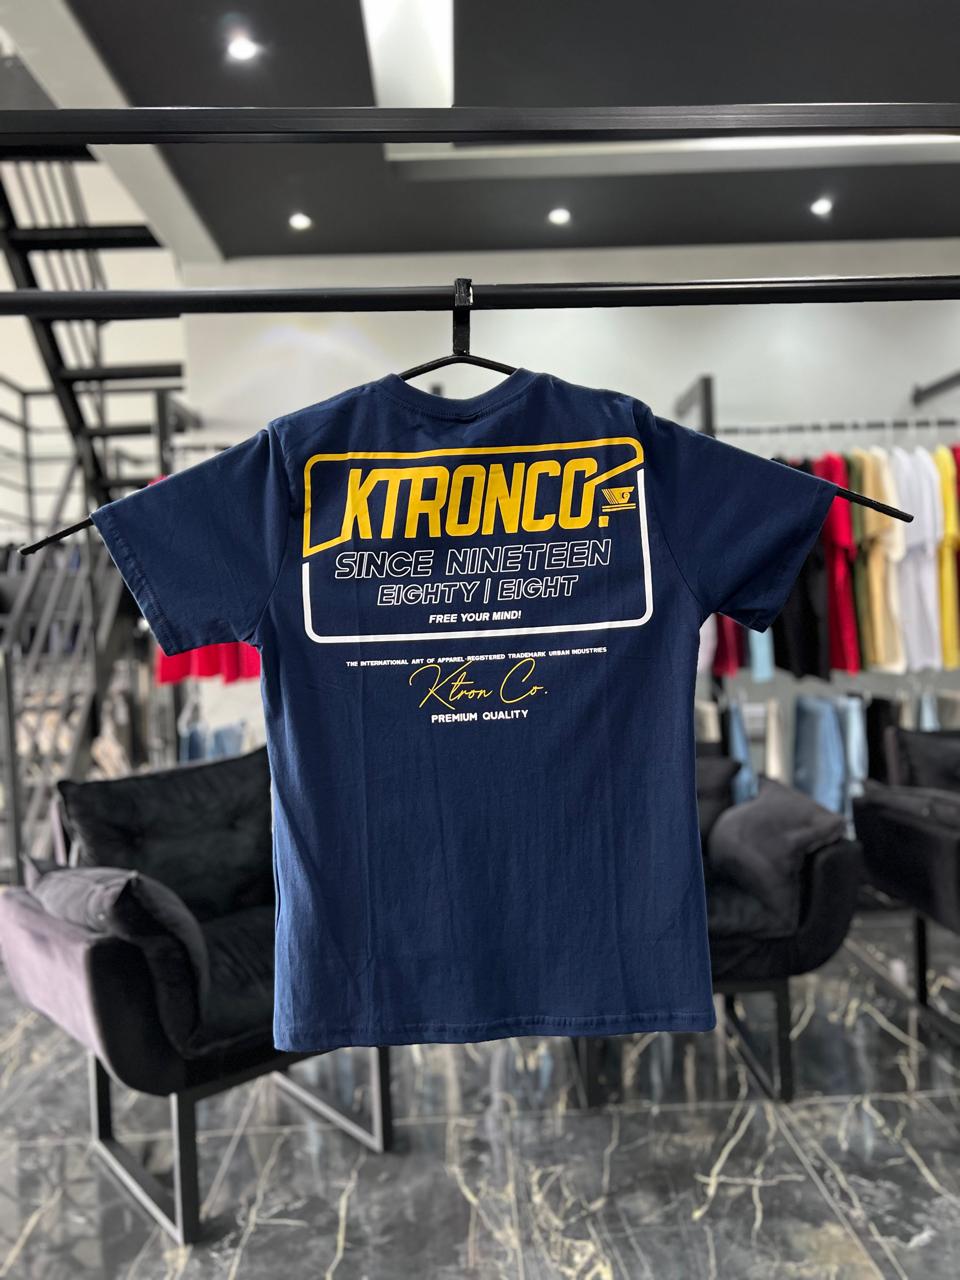 KTRONCO.
SINCE NINETEEN
EIGHTY | EIGHT
FREE YOUR MIND!
THE INTERNATIONAL ART OF APPAREL-REGISTERED TRADEMARK URBAN INDUSTRIES
Ktron Co.
PREMIUM QUALITY